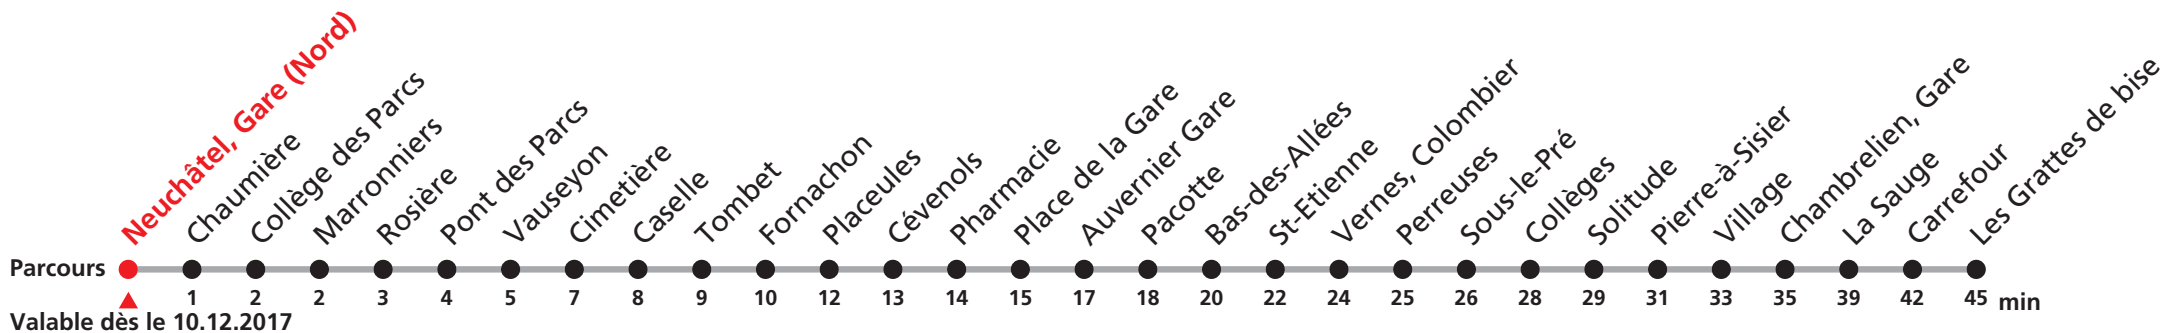 Neuchâtel, Gare (Nord)
Chaumière
Collège des Parcs
Marronniers
Rosière
Pont des Parcs
Vauseyon
Cimetière
Caselle
Tombet
Fornachon
Placeules
Cévenols
Pharmacie
Place de la Gare
Auvernier Gare
Pacotte
Bas-des-Allées
St-Etienne
Vernes, Colombier
Perreuses
Sous-le-Pré
Collèges
Solitude
Pierre-à-Sisier
Village
Chambrelien, Gare
La Sauge
Carrefour
Les Grattes de bise
Parcours
1 2 2 3 4 5 7 8 9 10 12 13 14 15 17 18 20 22 24 25 26 28 29 31 33 35 39 42 45 min
Valable dès le 10.12.2017